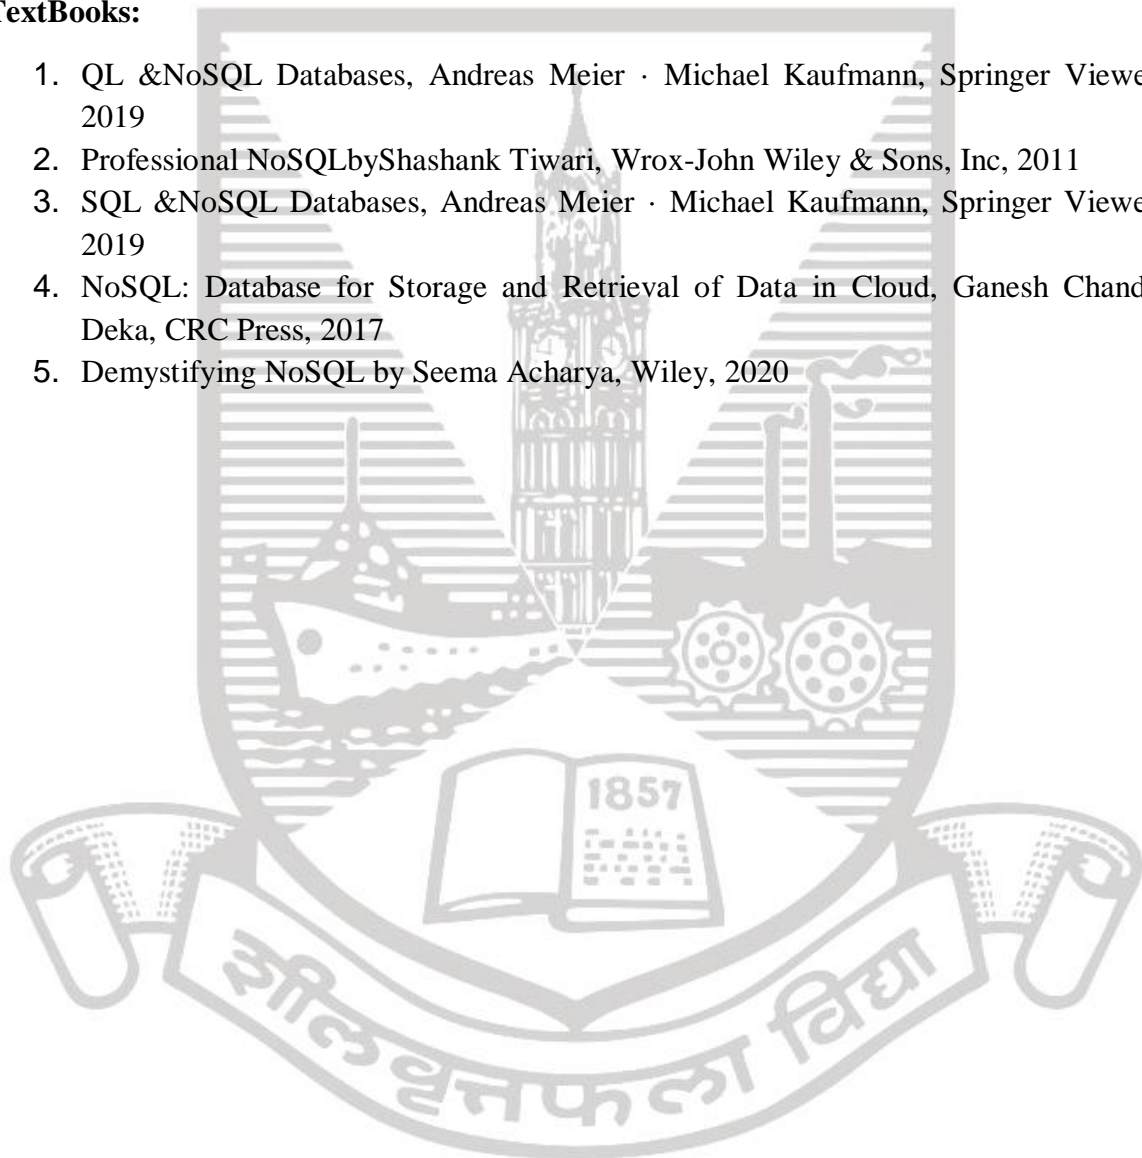 TextBooks:
1. QL &NoSQL Databases, Andreas Meier · Michael Kaufmann, Springer Viewe
2019
2. Professional NoSQLbyShashank Tiwari, Wrox-John Wiley & Sons, Inc, 2011
3. SQL &NoSQL Databases, Andreas Meier · Michael Kaufmann, Springer Viewe
2019
4. NoSQL: Database for Storage and Retrieval of Data in Cloud, Ganesh Chand
Deka, CRC Press, 2017
5. Demystifying NoSQL by Seema Acharya, Wiley, 2020
1857
शीलवृत्तफला विद्या